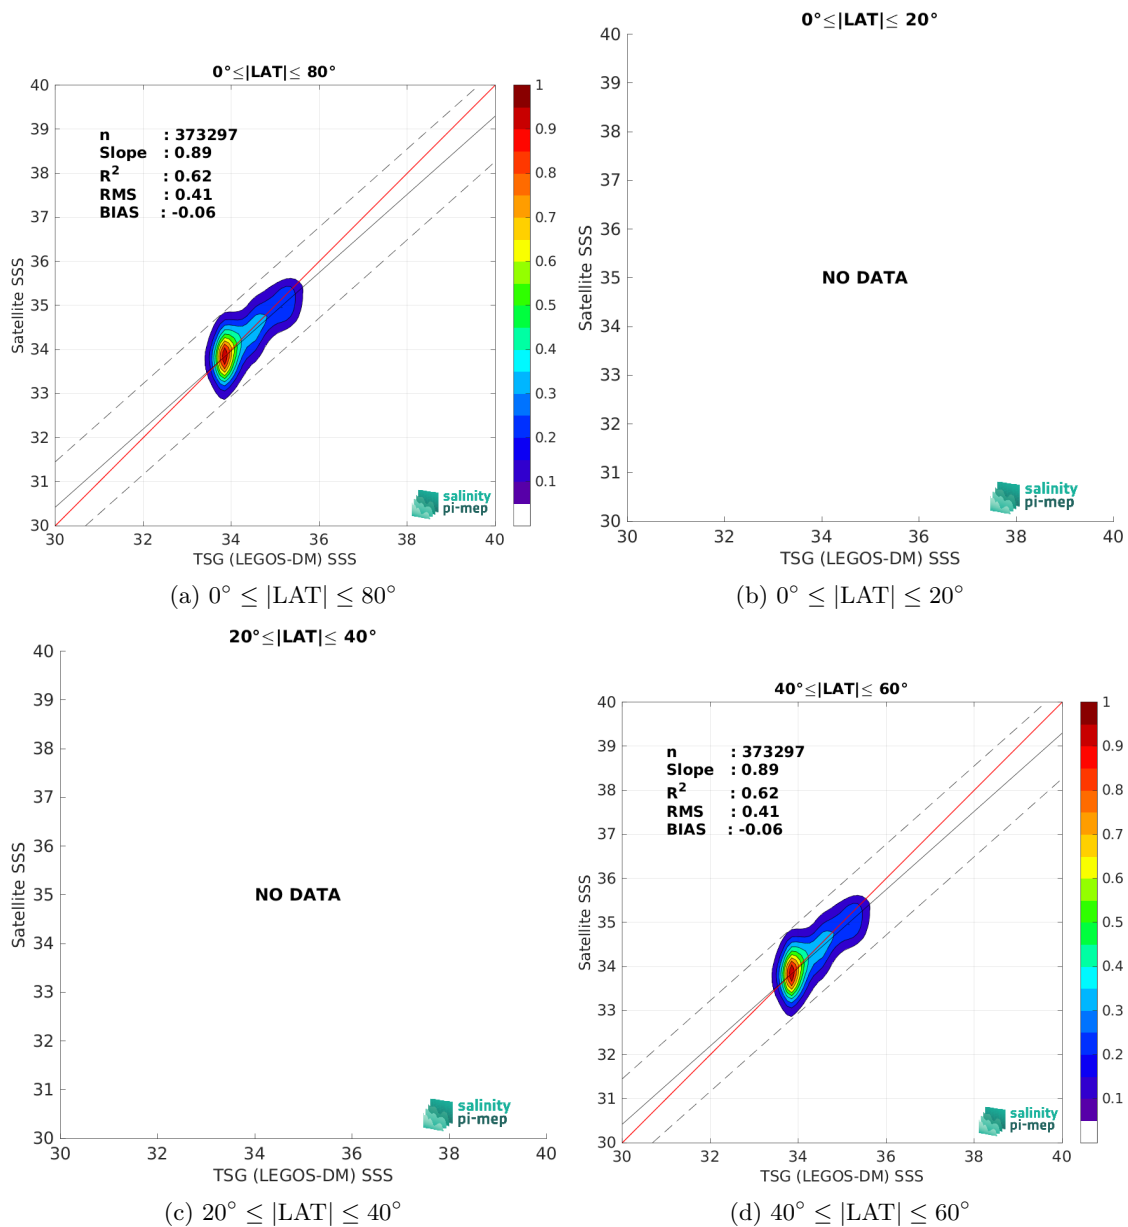 0°≤|LAT|≤ 80°
40
39
38
37
36
35
34
33
32
31
30
Satellite SSS
n : 373297
Slope : 0.89
R² : 0.62
RMS : 0.41
BIAS : -0.06
salinity
pi-mep
30 32 34 36 38 40
TSG (LEGOS-DM) SSS
1
0.9
0.8
0.7
0.6
0.5
0.4
0.3
0.2
0.1
(a) 0° ≤ |LAT| ≤ 80°
0°≤|LAT|≤ 20°
40
39
38
37
36
35
34
33
32
31
30
Satellite SSS
NO DATA
salinity
pi-mep
30 32 34 36 38 40
TSG (LEGOS-DM) SSS
(b) 0° ≤ |LAT| ≤ 20°
20°≤|LAT|≤ 40°
40
39
38
37
36
35
34
33
32
31
30
Satellite SSS
NO DATA
salinity
pi-mep
30 32 34 36 38 40
TSG (LEGOS-DM) SSS
(c) 20° ≤ |LAT| ≤ 40°
40°≤|LAT|≤ 60°
40
39
38
37
36
35
34
33
32
31
30
Satellite SSS
n : 373297
Slope : 0.89
R² : 0.62
RMS : 0.41
BIAS : -0.06
salinity
pi-mep
30 32 34 36 38 40
TSG (LEGOS-DM) SSS
1
0.9
0.8
0.7
0.6
0.5
0.4
0.3
0.2
0.1
(d) 40° ≤ |LAT| ≤ 60°